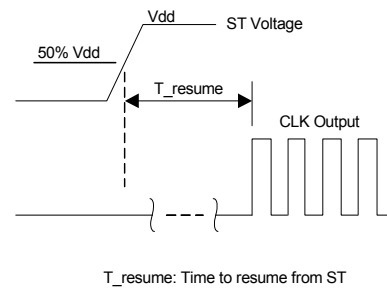 Vdd
ST Voltage
50% Vdd
T_resume
CLK Output
T_resume: Time to resume from ST